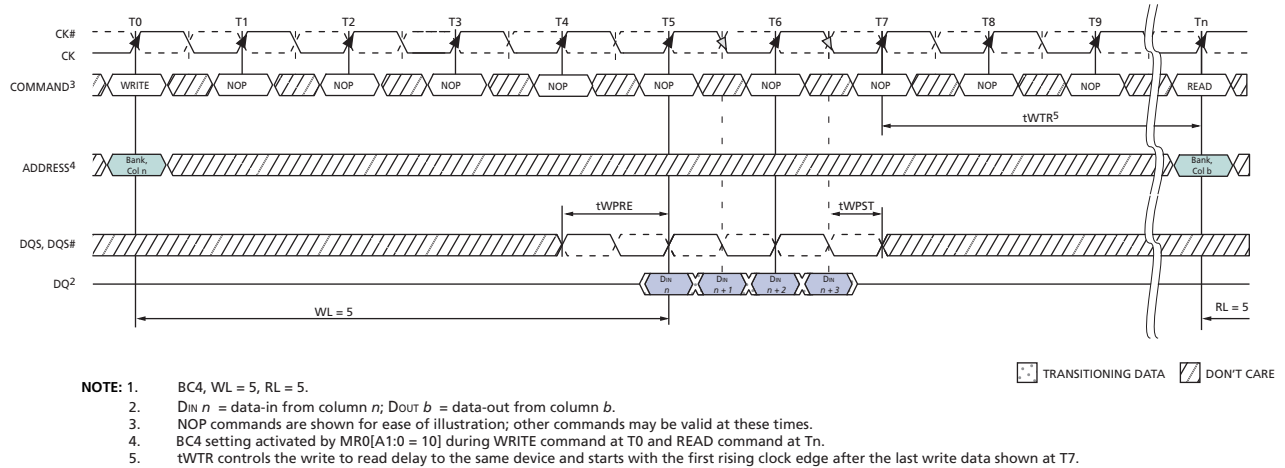 T0 T1 T2 T3 T4 T5 T6 T7 T8 T9 Tn
CK#
CK
COMMAND3 WRITE NOP NOP NOP NOP NOP NOP NOP NOP NOP READ
tWTR5
ADDRESS4 Bank, Col n Bank, Col b
tWPRE tWPST
DQS, DQS#
DQ2 DIN n DIN n + 1 DIN n + 2 DIN n + 3
WL = 5 RL = 5
TRANSITIONING DATA DON'T CARE
NOTE: 1. BC4, WL = 5, RL = 5.
2. DIN n = data-in from column n; DOUT b = data-out from column b.
3. NOP commands are shown for ease of illustration; other commands may be valid at these times.
4. BC4 setting activated by MR0[A1:0 = 10] during WRITE command at T0 and READ command at Tn.
5. tWTR controls the write to read delay to the same device and starts with the first rising clock edge after the last write data shown at T7.